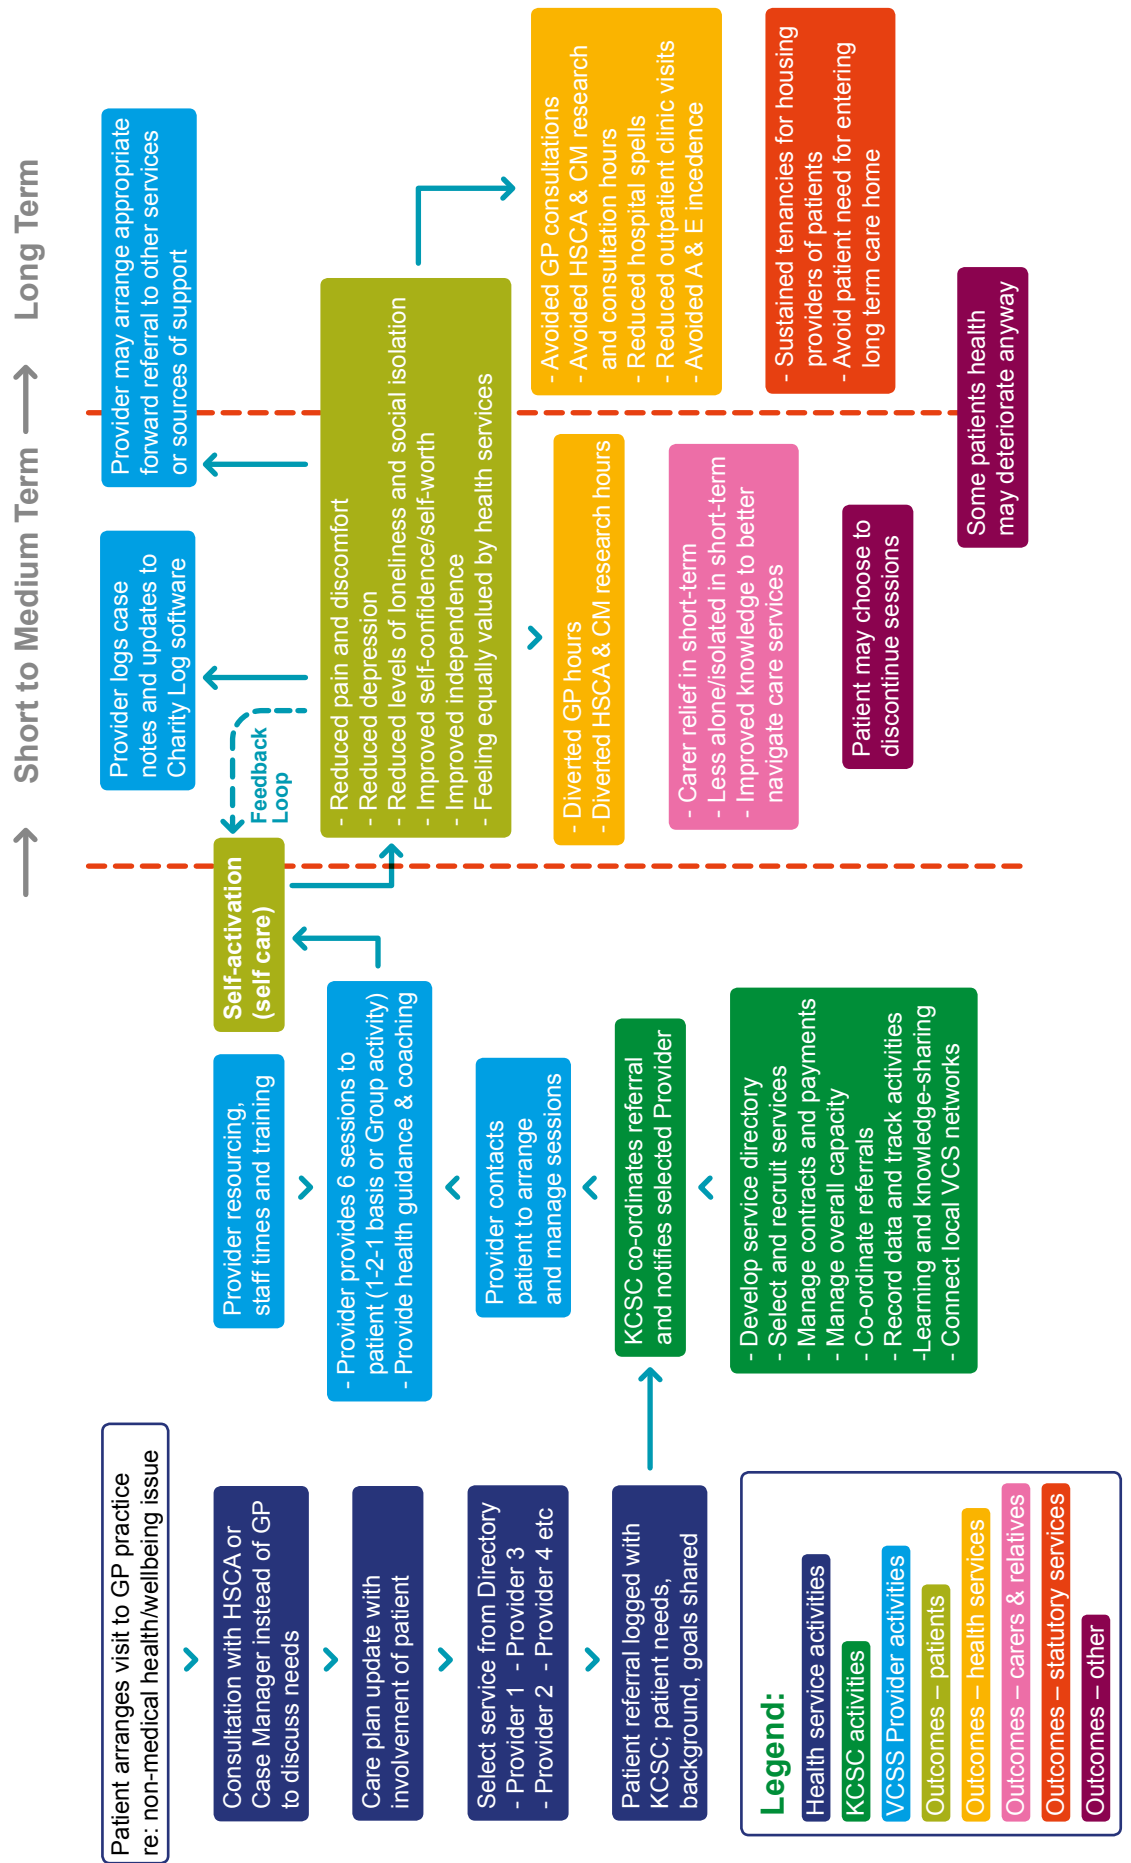 Short to Medium Term
Long Term
Patient arranges visit to GP practice
re: non-medical health/wellbeing issue
Consultation with HSCA or
Case Manager instead of GP
to discuss needs
Care plan update with
involvement of patient
Select service from Directory
- Provider 1 - Provider 3
- Provider 2 - Provider 4 etc
Patient referral logged with
KCSC; patient needs,
background, goals shared
Legend:
Health service activities
KCSC activities
VCSS Provider activities
Outcomes – patients
Outcomes – health services
Outcomes – carers & relatives
Outcomes – statutory services
Outcomes – other
Provider resourcing,
staff times and training
- Provider provides 6 sessions to
patient (1-2-1 basis or Group activity)
- Provide health guidance & coaching
Provider contacts
patient to arrange
and manage sessions
KCSC co-ordinates referral
and notifies selected Provider
- Develop service directory
- Select and recruit services
- Manage contracts and payments
- Manage overall capacity
- Co-ordinate referrals
- Record data and track activities
-Learning and knowledge-sharing
- Connect local VCS networks
Self-activation
(self care)
Feedback
Loop
Provider logs case
notes and updates to
Charity Log software
Provider may arrange appropriate
forward referral to other services
or sources of support
- Reduced pain and discomfort
- Reduced depression
- Reduced levels of loneliness and social isolation
- Improved self-confidence/self-worth
- Improved independence
- Feeling equally valued by health services
- Diverted GP hours
- Diverted HSCA & CM research hours
- Carer relief in short-term
- Less alone/isolated in short-term
- Improved knowledge to better
navigate care services
Patient may choose to
discontinue sessions
- Avoided GP consultations
- Avoided HSCA & CM research
and consultation hours
- Reduced hospital spells
- Reduced outpatient clinic visits
- Avoided A & E incedence
- Sustained tenancies for housing
providers of patients
- Avoid patient need for entering
long term care home
Some patients health
may deteriorate anyway